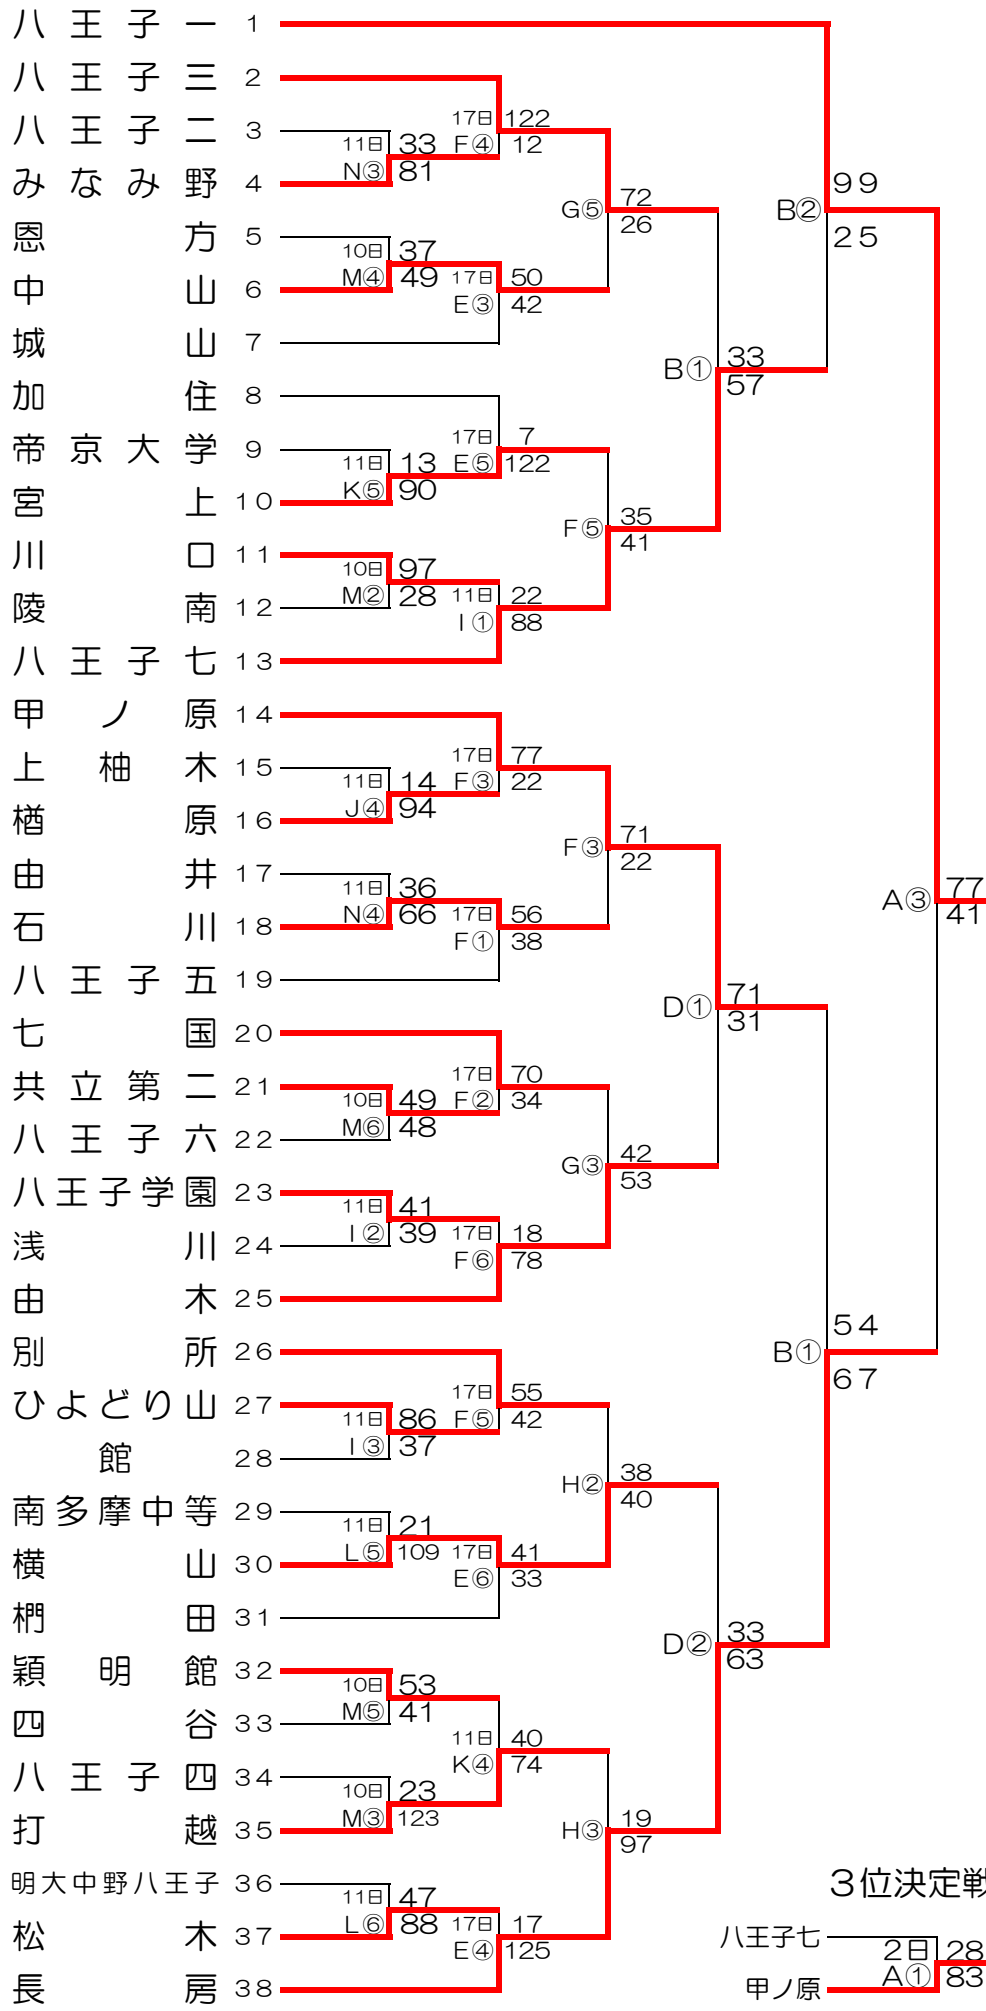 八王子一 1
八王子三 2
17日 122
F④ 12
八王子二 3
11日 33
N③ 81
みなみ野 4
99
B② 
25
G⑤ 72
26
恩方 5
10日 37
M④ 49
中山 6
17日 50
E③ 42
城山 7
B① 33
57
加住 8
17日 7
E⑤ 122
帝京大学 9
11日 13
K⑤ 90
宮上 10
F⑤ 35
41
川口 11
10日 97
M② 28
陵南 12
11日 22
I① 88
八王子七 13
甲ノ原 14
17日 77
F③ 22
上柚木 15
11日 14
J④ 94
楢原 16
F③ 71
22
由井 17
11日 36
N④ 66
石川 18
17日 56
F① 38
A③ 77
41
八王子五 19
D① 71
31
七国 20
17日 70
F② 34
共立第二 21
10日 49
M⑥ 48
八王子六 22
G③ 42
53
八王子学園 23
11日 41
I② 39
浅川 24
17日 18
F⑥ 78
由木 25
54
B①
67
別所 26
17日 55
F⑤ 42
ひよどり山 27
11日 86
I③ 37
館 28
H② 38
40
南多摩中等 29
11日 21
L⑤ 109
横山 30
17日 41
E⑥ 33
椚田 31
D② 33
63
穎明館 32
10日 53
M⑤ 41
四谷 33
11日 40
K④ 74
八王子四 34
10日 23
M③ 123
打越 35
H③ 19
97
明大中野八王子 36
11日 47
L⑥ 88
松木 37
17日 17
E④ 125
長房 38
3位決定戦
八王子七
2日 28
A① 83
甲ノ原